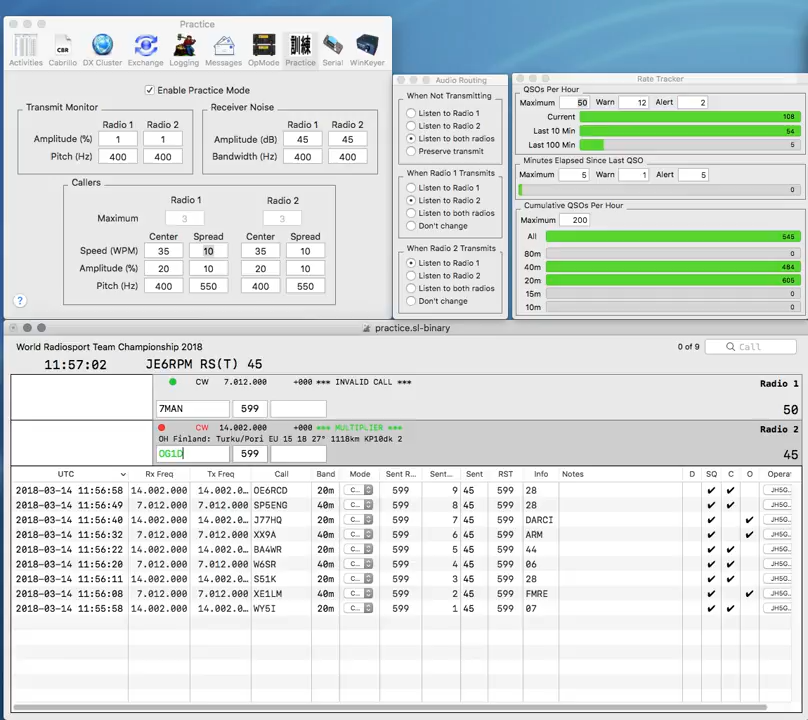 Practice
Activities Cabrillo DX Cluster Exchange Logging Messages OpMode Practice Serial WinKeyer
訓練
CBR
Enable Practice Mode
Transmit Monitor
Radio 1 Radio 2
Amplitude (%) 1 1
Pitch (Hz) 400 400
Receiver Noise
Radio 1 Radio 2
Amplitude (dB) 45 45
Bandwidth (Hz) 400 400
Callers
Radio 1 Radio 2
Maximum 3 3
Center Spread Center Spread
Speed (WPM) 35 10 35 10
Amplitude (%) 20 10 20 10
Pitch (Hz) 400 550 400 550
?
Audio Routing
When Not Transmitting
Listen to Radio 1
Listen to Radio 2
Listen to both radios
Preserve transmit
When Radio 1 Transmits
Listen to Radio 1
Listen to Radio 2
Listen to both radios
Don't change
When Radio 2 Transmits
Listen to Radio 1
Listen to Radio 2
Listen to both radios
Don't change
Rate Tracker
QSOs Per Hour
Maximum 50 Warn 12 Alert 2
Current 108
Last 10 Min 54
Last 100 Min 5
Minutes Elapsed Since Last QSO
Maximum 5 Warn 1 Alert 5
0
Cumulative QSOs Per Hour
Maximum 200
All 545
80m 0
40m 484
20m 605
15m 0
10m 0
practice.sl-binary
World Radiosport Team Championship 2018
0 of 9 Call
11:57:02 JE6RPM RS(T) 45
CW 7.012.000 +000 *** INVALID CALL *** Radio 1
7MAN 599 50
CW 14.002.000 +000 *** MULTIPLIER *** Radio 2
OH Finland: Turku/Pori EU 15 18 27° 1118km KP10dk 2
OG1D 599 45
UTC Rx Freq Tx Freq Call Band Mode Sent R... Sent... Sent RST Info Notes D SQ C O Operat
2018-03-14 11:56:58 14.002.000 14.002.0... OE6RCD 20m C... 599 9 45 599 28 ✔ ✔ JH5G...
2018-03-14 11:56:49 7.012.000 7.012.000 SP5ENG 40m C... 599 8 45 599 28 ✔ ✔ JH5G...
2018-03-14 11:56:40 14.002.000 14.002.0... J77HQ 20m C... 599 7 45 599 DARCI ✔ ✔ JH5G...
2018-03-14 11:56:32 7.012.000 7.012.000 XX9A 40m C... 599 6 45 599 ARM ✔ ✔ JH5G...
2018-03-14 11:56:22 14.002.000 14.002.0... BA4WR 20m C... 599 5 45 599 44 ✔ ✔ JH5G...
2018-03-14 11:56:20 7.012.000 7.012.000 W6SR 40m C... 599 4 45 599 06 ✔ ✔ JH5G...
2018-03-14 11:56:11 14.002.000 14.002.0... S51K 20m C... 599 3 45 599 28 ✔ ✔ JH5G...
2018-03-14 11:56:08 7.012.000 7.012.000 XE1LM 40m C... 599 2 45 599 FMRE ✔ ✔ JH5G...
2018-03-14 11:55:58 14.002.000 14.002.0... WY5I 20m C... 599 1 45 599 07 ✔ ✔ JH5G...